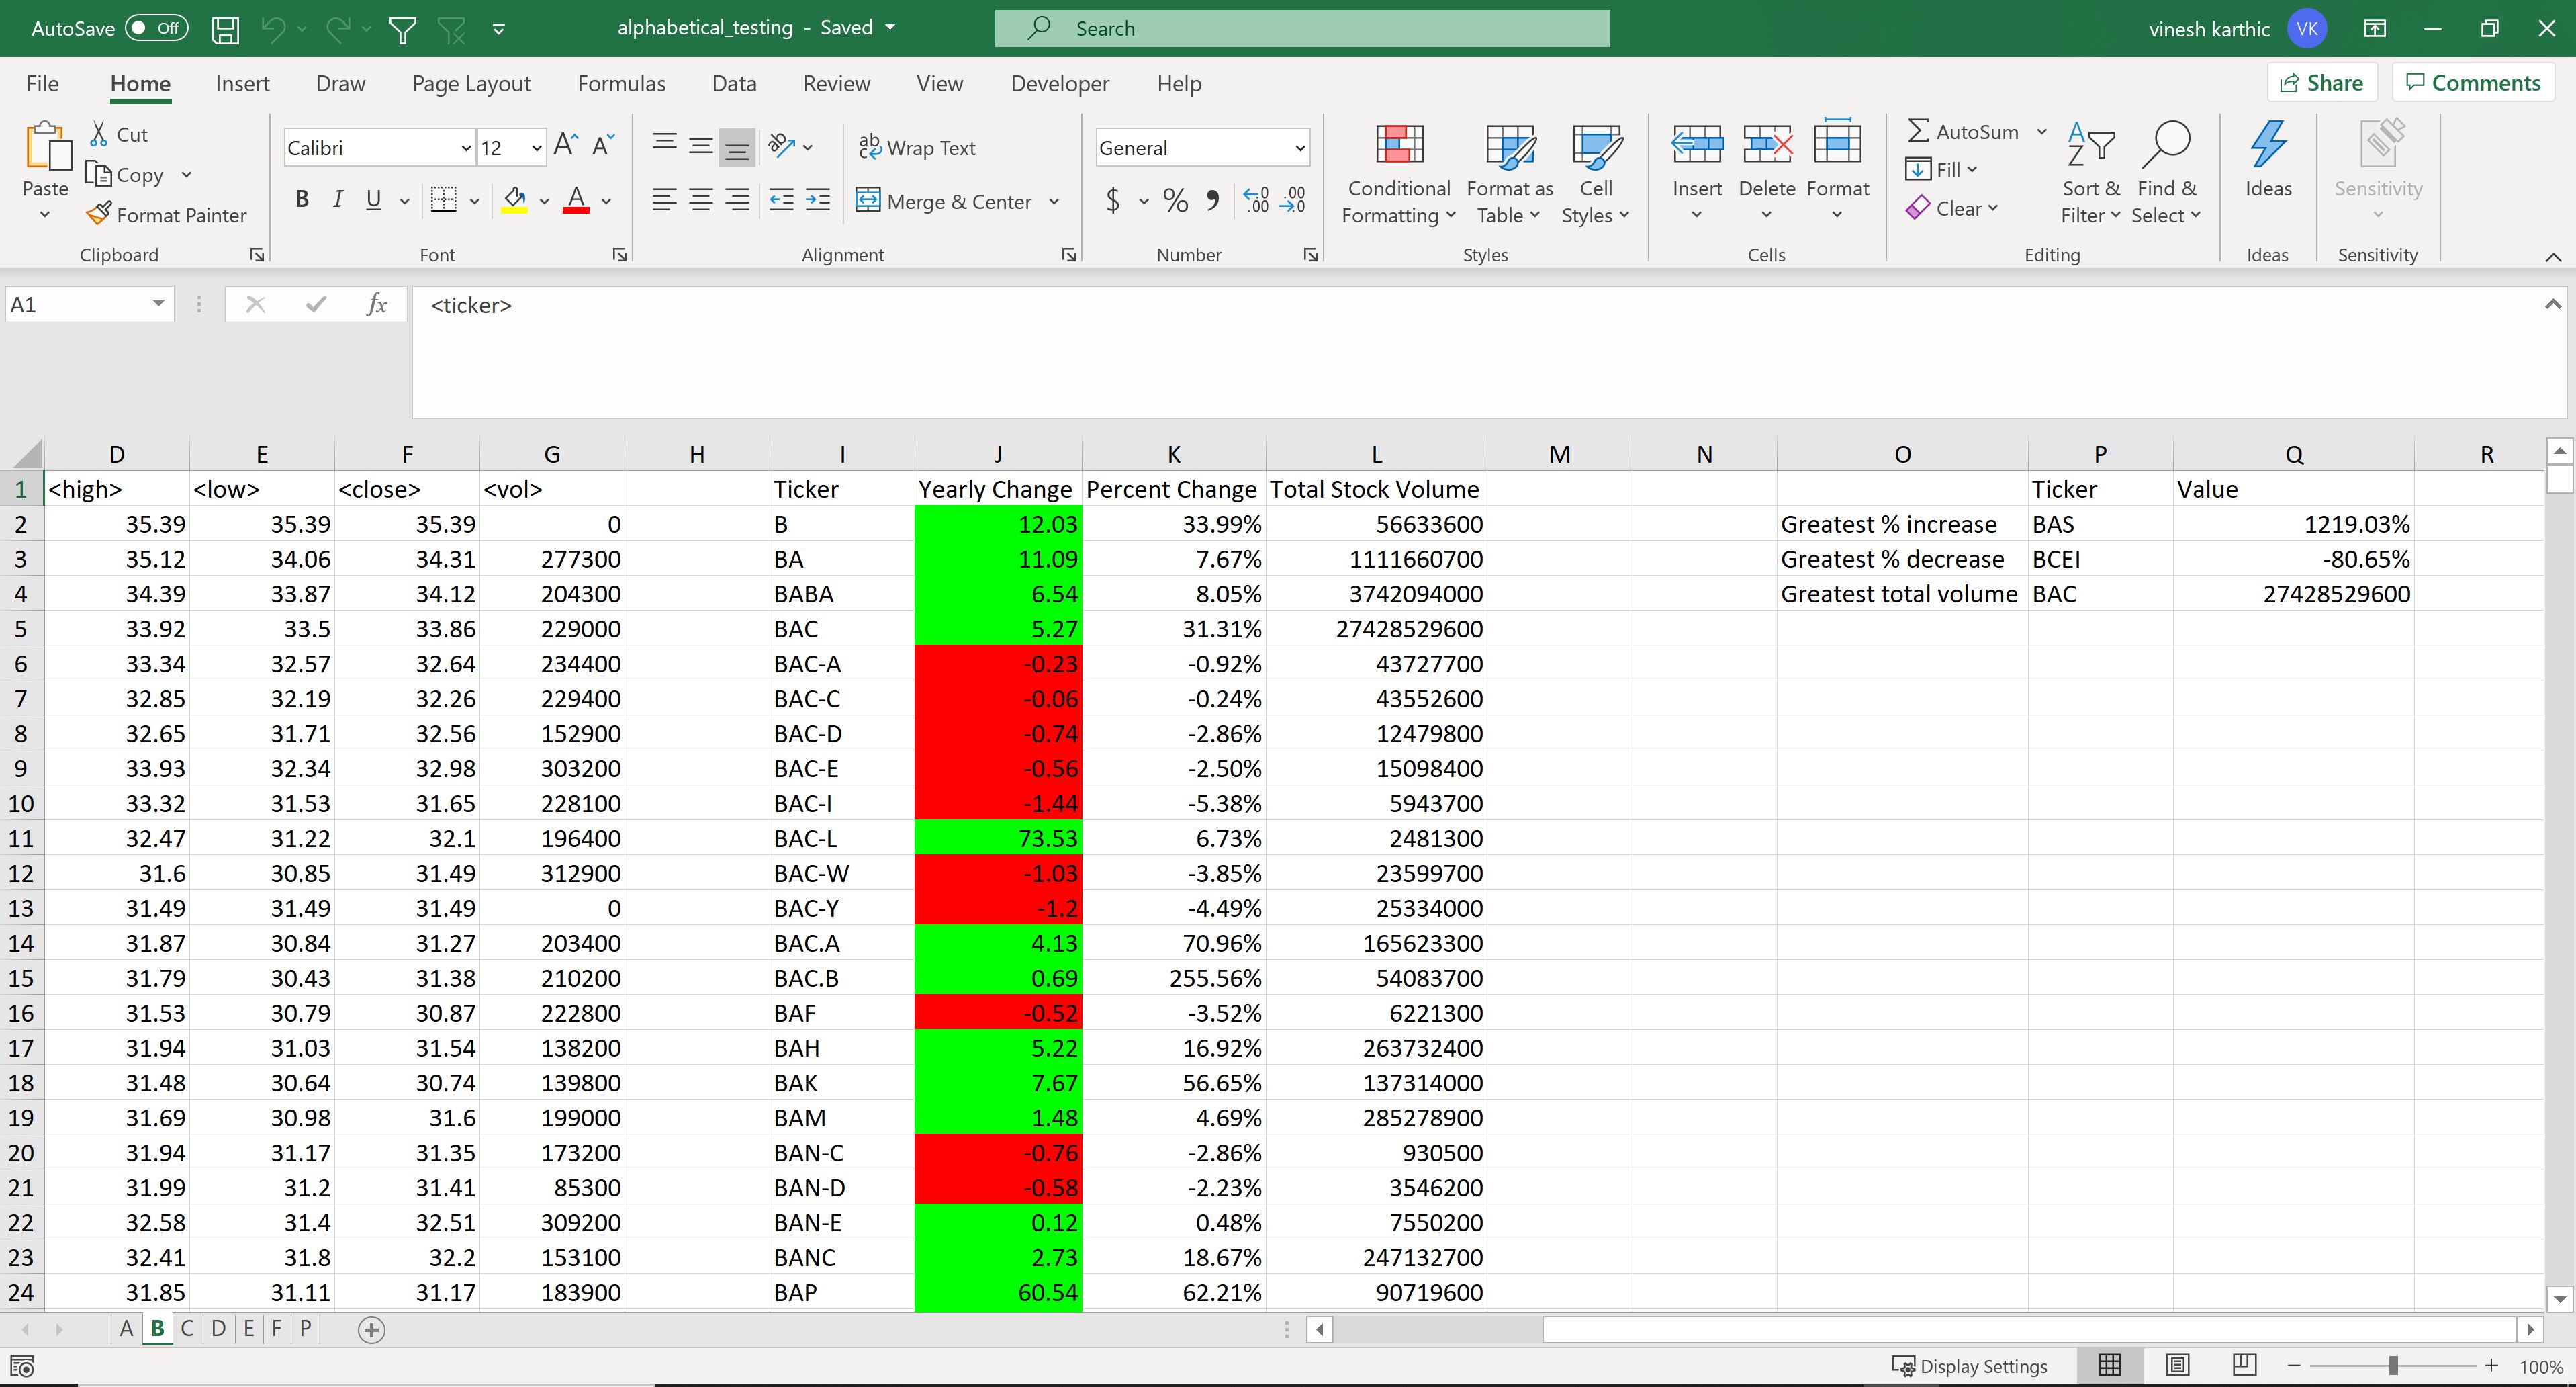 AutoSave Off alphabetical_testing - Saved Search vinesh karthic VK
File Home Insert Draw Page Layout Formulas Data Review View Developer Help Share Comments
Paste Cut Copy Format Painter Clipboard
Calibri 12 B I U A Font
ab Wrap Text Merge & Center Alignment
General $ % Number
Conditional Formatting Format as Table Cell Styles Styles
Insert Delete Format Cells
AutoSum Fill Clear Sort & Filter Find & Select Editing
Ideas Ideas
Sensitivity Sensitivity
A1 fx <ticker>
D E F G H I J K L M N O P Q R
1 <high> <low> <close> <vol> Ticker Yearly Change Percent Change Total Stock Volume Ticker Value
2 35.39 35.39 35.39 0 B 12.03 33.99% 56633600 Greatest % increase BAS 1219.03%
3 35.12 34.06 34.31 277300 BA 11.09 7.67% 1111660700 Greatest % decrease BCEI -80.65%
4 34.39 33.87 34.12 204300 BABA 6.54 8.05% 3742094000 Greatest total volume BAC 27428529600
5 33.92 33.5 33.86 229000 BAC 5.27 31.31% 27428529600
6 33.34 32.57 32.64 234400 BAC-A -0.23 -0.92% 43727700
7 32.85 32.19 32.26 229400 BAC-C -0.06 -0.24% 43552600
8 32.65 31.71 32.56 152900 BAC-D -0.74 -2.86% 12479800
9 33.93 32.34 32.98 303200 BAC-E -0.56 -2.50% 15098400
10 33.32 31.53 31.65 228100 BAC-I -1.44 -5.38% 5943700
11 32.47 31.22 32.1 196400 BAC-L 73.53 6.73% 2481300
12 31.6 30.85 31.49 312900 BAC-W -1.03 -3.85% 23599700
13 31.49 31.49 31.49 0 BAC-Y -1.2 -4.49% 25334000
14 31.87 30.84 31.27 203400 BAC.A 4.13 70.96% 165623300
15 31.79 30.43 31.38 210200 BAC.B 0.69 255.56% 54083700
16 31.53 30.79 30.87 222800 BAF -0.52 -3.52% 6221300
17 31.94 31.03 31.54 138200 BAH 5.22 16.92% 263732400
18 31.48 30.64 30.74 139800 BAK 7.67 56.65% 137314000
19 31.69 30.98 31.6 199000 BAM 1.48 4.69% 285278900
20 31.94 31.17 31.35 173200 BAN-C -0.76 -2.86% 930500
21 31.99 31.2 31.41 85300 BAN-D -0.58 -2.23% 3546200
22 32.58 31.4 32.51 309200 BAN-E 0.12 0.48% 7550200
23 32.41 31.8 32.2 153100 BANC 2.73 18.67% 247132700
24 31.85 31.11 31.17 183900 BAP 60.54 62.21% 90719600
A B C D E F P
Display Settings 100%